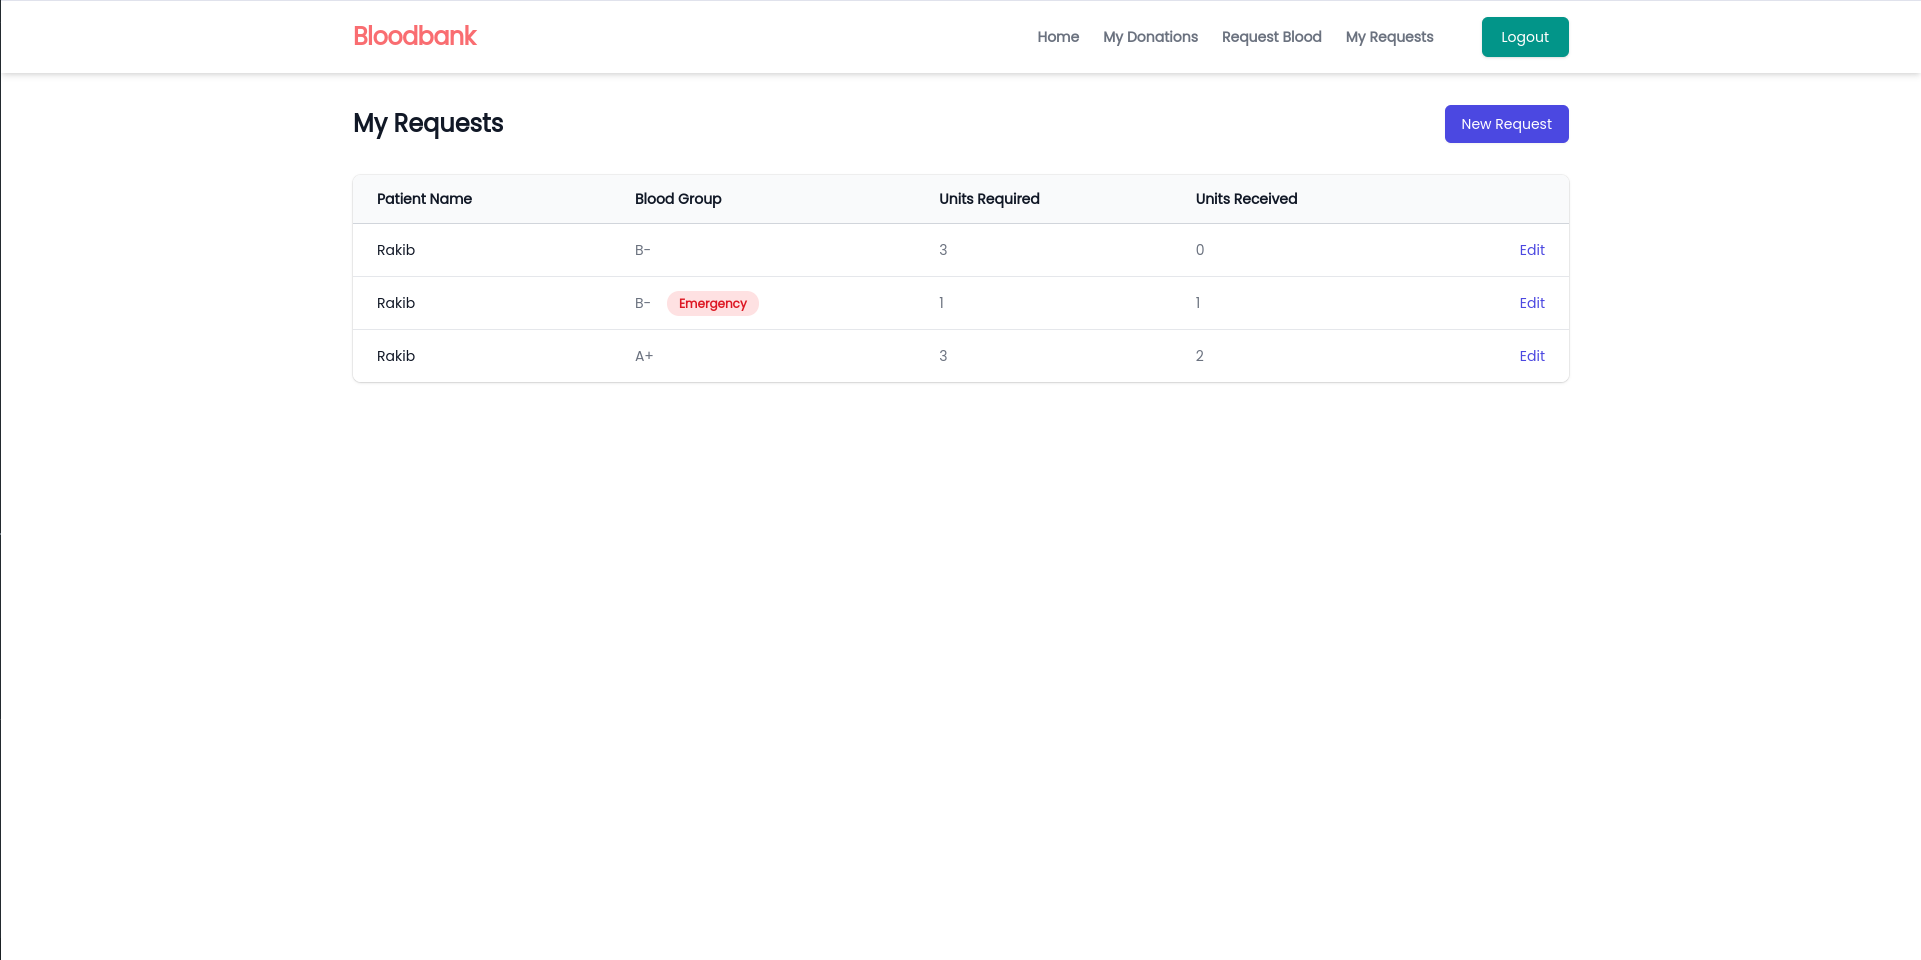 Bloodbank Home My Donations Request Blood My Requests Logout
My Requests New Request
Patient Name Blood Group Units Required Units Received
Rakib B- 3 0 Edit
Rakib B- Emergency 1 1 Edit
Rakib A+ 3 2 Edit